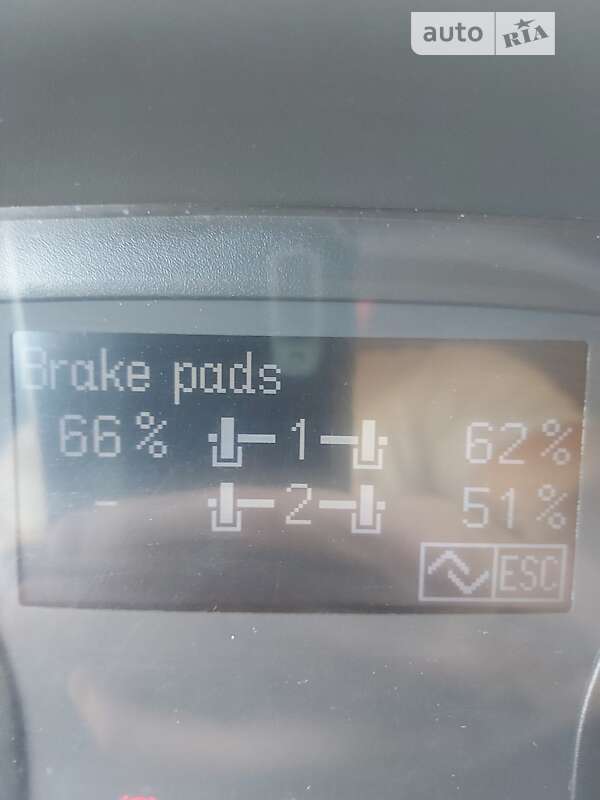 auto RIA
Brake pads
66% 1 62%
- 2 51%
ESC